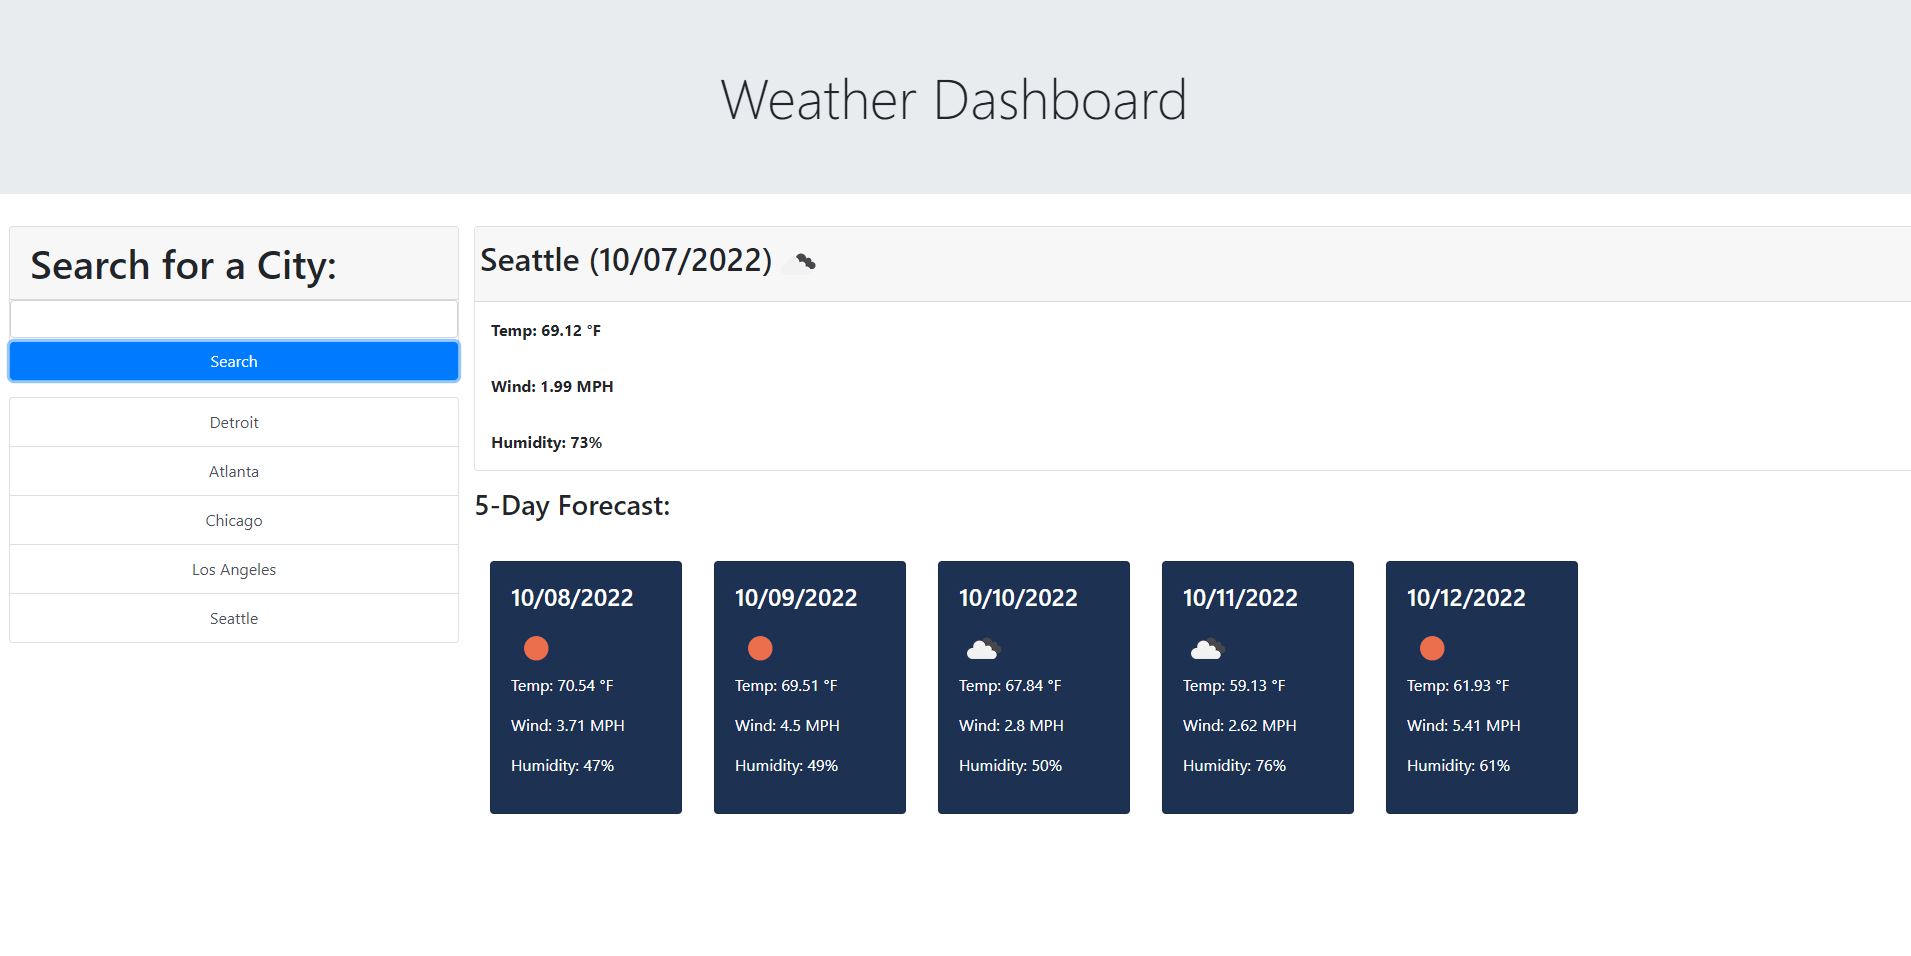 Weather Dashboard
Search for a City:
Search
Detroit
Atlanta
Chicago
Los Angeles
Seattle
Seattle (10/07/2022)
Temp: 69.12 °F
Wind: 1.99 MPH
Humidity: 73%
5-Day Forecast:
10/08/2022
Temp: 70.54 °F
Wind: 3.71 MPH
Humidity: 47%
10/09/2022
Temp: 69.51 °F
Wind: 4.5 MPH
Humidity: 49%
10/10/2022
Temp: 67.84 °F
Wind: 2.8 MPH
Humidity: 50%
10/11/2022
Temp: 59.13 °F
Wind: 2.62 MPH
Humidity: 76%
10/12/2022
Temp: 61.93 °F
Wind: 5.41 MPH
Humidity: 61%